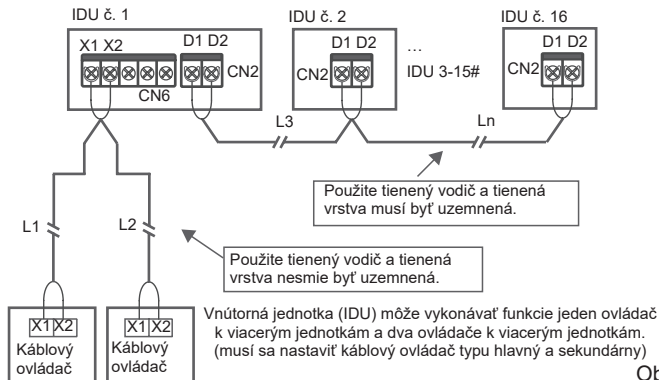 IDU č. 1
IDU č. 2
IDU č. 16
X1 X2
D1 D2
D1 D2
…
D1 D2
CN2
CN2
IDU 3-15#
CN2
CN6
L3
Ln
Použite tienený vodič a tienená
vrstva musí byť uzemnená.
L1
L2
Použite tienený vodič a tienená
vrstva nesmie byť uzemnená.
X1 X2
X1 X2
Káblový
ovládač
Káblový
ovládač
Vnútorná jednotka (IDU) môže vykonávať funkcie jeden ovládač
k viacerým jednotkám a dva ovládače k viacerým jednotkám.
(musí sa nastaviť káblový ovládač typu hlavný a sekundárny)
Ob